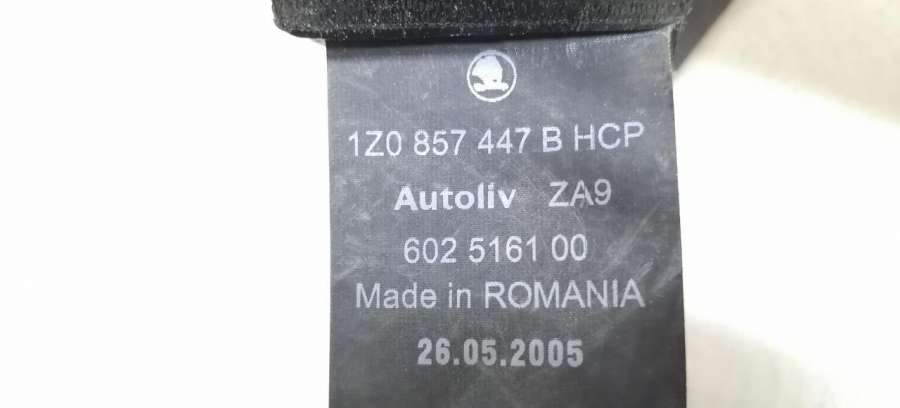 1Z0 857 447 B HCP
Autoliv ZA9
602 5161 00
Made in ROMANIA
26.05.2005